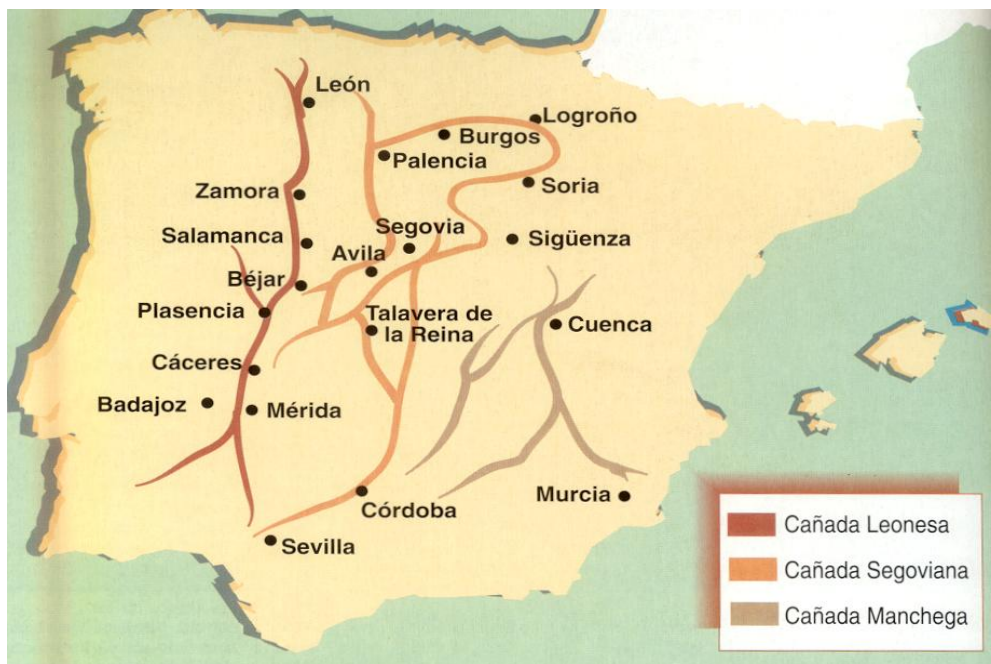 León
Logroño
Burgos
Palencia
Zamora
Soria
Salamanca
Segovia
Sigüenza
Avila
Béjar
Plasencia
Talavera de
la Reina
Cuenca
Cáceres
Badajoz
Mérida
Murcia
Córdoba
Sevilla
Cañada Leonesa
Cañada Segoviana
Cañada Manchega